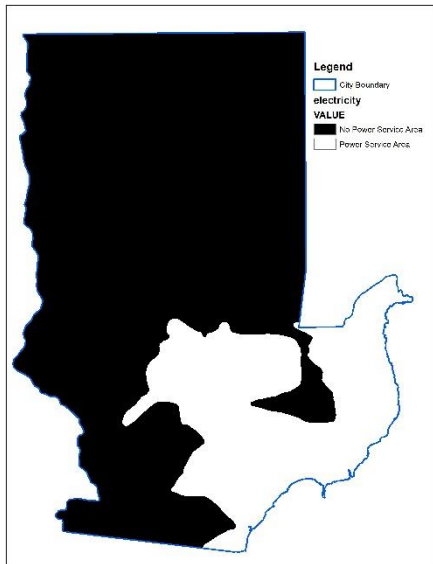 Legend
City Boundary
electricity
VALUE
No Power Service Area
Power Service Area